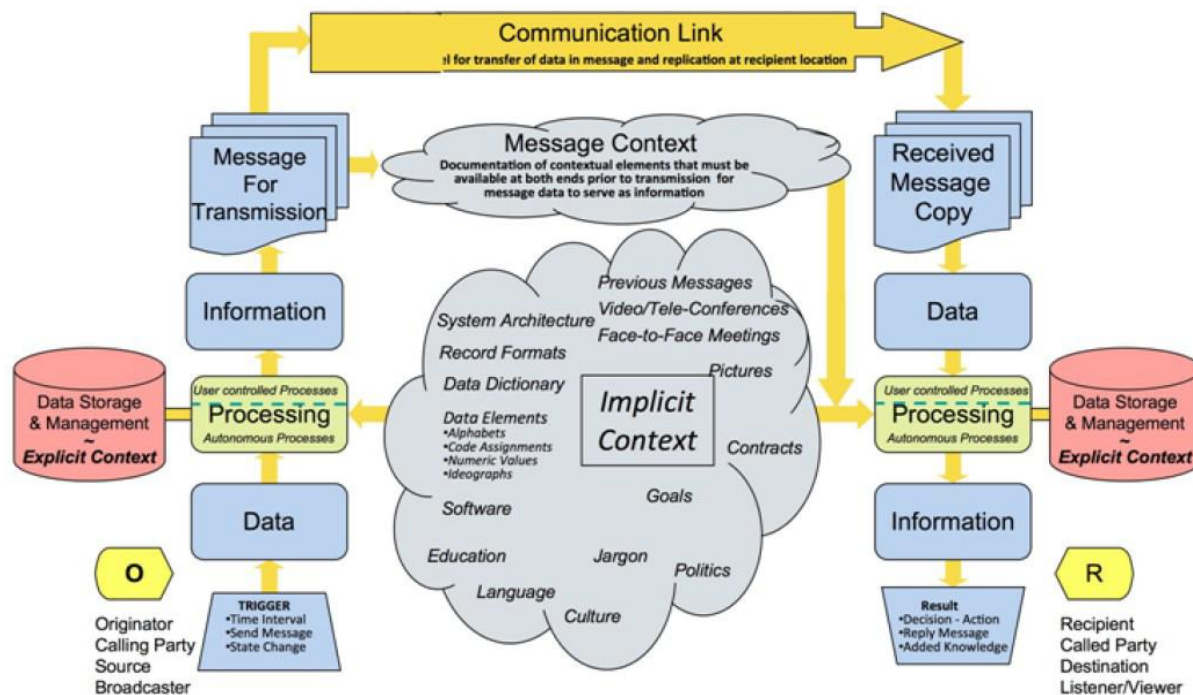 Communication Link
el for transfer of data in message and replication at recipient location
Message
For
Transmission
Message Context
Documentation of contextual elements that must be
available at both ends prior to transmission for
message data to serve as information
Received
Message
Copy
Information
Data
Data Storage
& Management
~
Explicit Context
User controlled Processes
Processing
Autonomous Processes
Previous Messages
Video/Tele-Conferences
System Architecture
Face-to-Face Meetings
Record Formats
Pictures
Data Dictionary
Data Elements
•Alphabets
•Code Assignments
•Numeric Values
•Ideographs
Implicit
Context
Contracts
Goals
Software
Education
Jargon
Politics
Language
Culture
User controlled Processes
Processing
Autonomous Processes
Data Storage
& Management
~
Explicit Context
Data
Information
O
Originator
Calling Party
Source
Broadcaster
TRIGGER
•Time Interval
•Send Message
•State Change
Result
•Decision - Action
•Reply Message
•Added Knowledge
R
Recipient
Called Party
Destination
Listener/Viewer